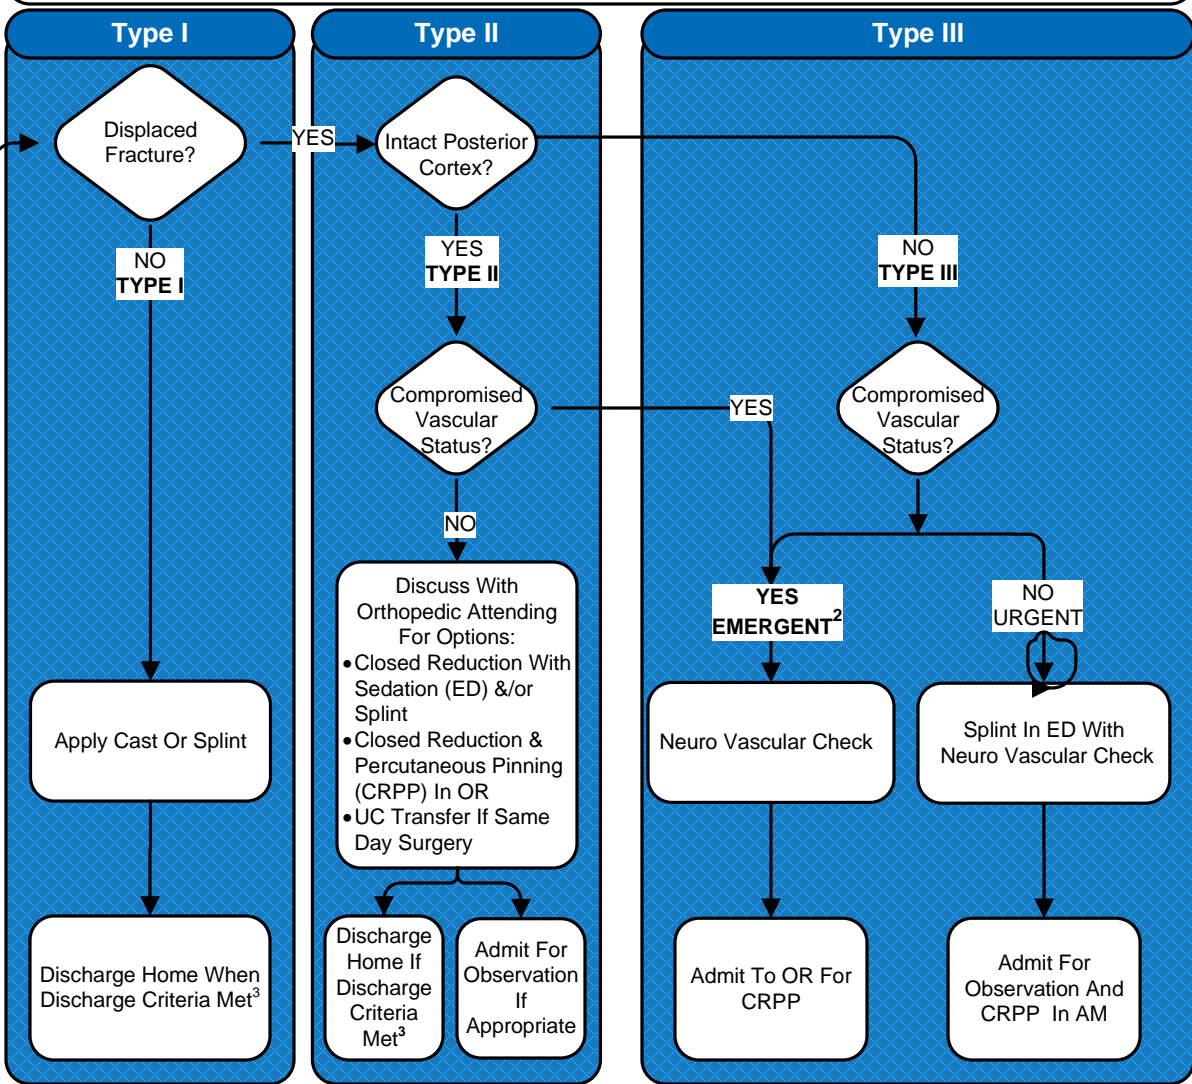 Type I
Type II
Type III
Displaced
Fracture?
YES
Intact Posterior
Cortex?
NO
TYPE I
YES
TYPE II
NO
TYPE III
Compromised
Vascular
Status?
YES
Compromised
Vascular
Status?
NO
Discuss With
Orthopedic Attending
For Options:
•Closed Reduction With
Sedation (ED) &/or
Splint
•Closed Reduction &
Percutaneous Pinning
(CRPP) In OR
•UC Transfer If Same
Day Surgery
YES
EMERGENT²
NO
URGENT
Apply Cast Or Splint
Neuro Vascular Check
Splint In ED With
Neuro Vascular Check
Discharge Home When
Discharge Criteria Met³
Discharge
Home If
Discharge
Criteria
Met³
Admit For
Observation
If
Appropriate
Admit To OR For
CRPP
Admit For
Observation And
CRPP In AM